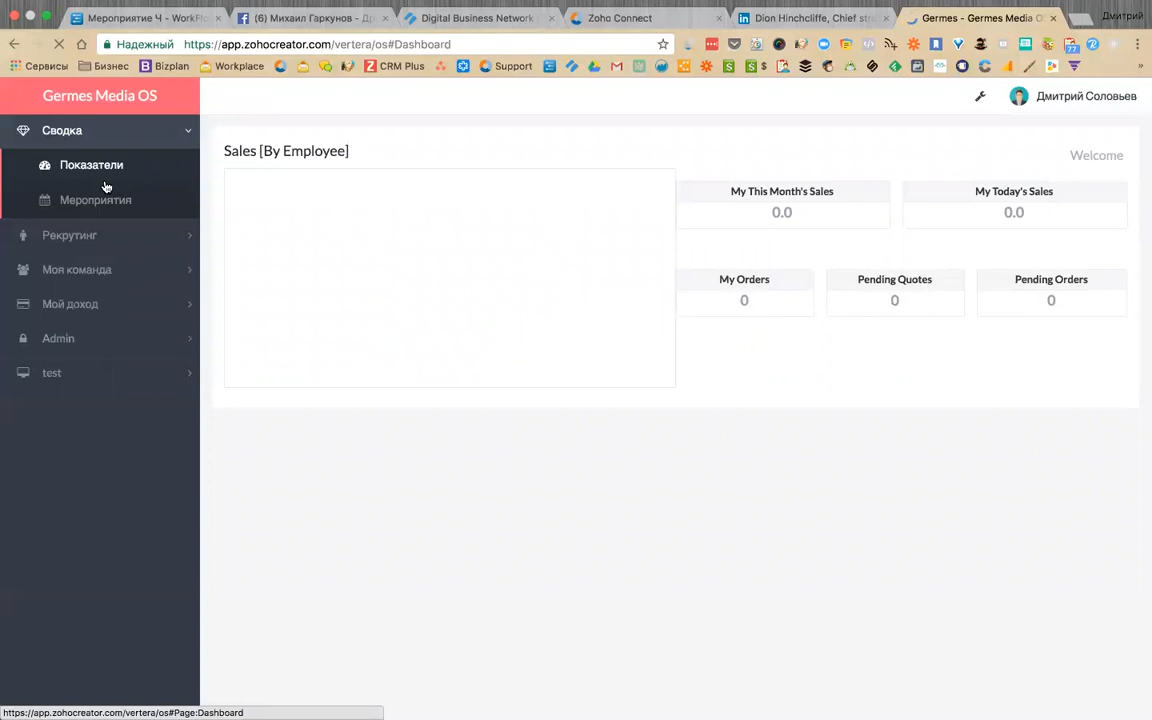 Мероприятие Ч - WorkFl
(6) Михаил Гаркунов - Д
Digital Business Network
Zoho Connect
Dion Hinchcliffe, Chief str
Germes - Germes Media O
Дмитрий
Надежный
https://app.zohocreator.com/vertera/os#Dashboard
Сервисы
Бизнес
Bizplan
Workplace
CRM Plus
Support
Germes Media OS
Дмитрий Соловьев
Сводка
Показатели
Мероприятия
Рекрутинг
Моя команда
Мой доход
Admin
test
Sales [By Employee]
Welcome
My This Month's Sales
0.0
My Today's Sales
0.0
My Orders
0
Pending Quotes
0
Pending Orders
0
https://app.zohocreator.com/vertera/os#Page:Dashboard